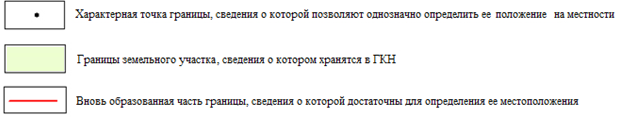 Характерная точка границы, сведения о которой позволяют однозначно определить ее положение на местности
Границы земельного участка, сведения о котором хранятся в ГКН
Вновь образованная часть границы, сведения о которой достаточны для определения ее местоположения